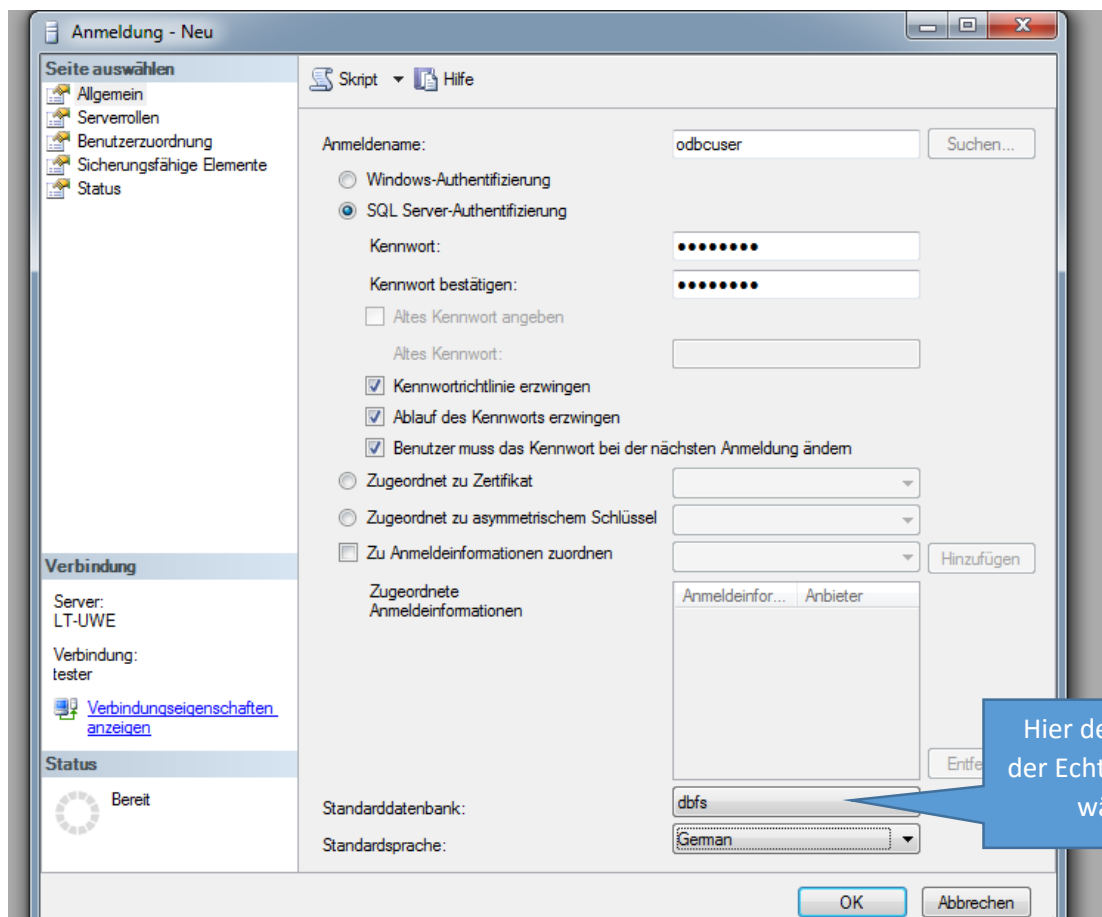 Anmeldung - Neu
Seite auswählen
Allgemein
Serverrollen
Benutzerzuordnung
Sicherungsfähige Elemente
Status
Skript
Hilfe
Anmeldename:
odbcuser
Suchen...
Windows-Authentifizierung
SQL Server-Authentifizierung
Kennwort:
●●●●●●●●
Kennwort bestätigen:
●●●●●●●●
Altes Kennwort angeben
Altes Kennwort:
Kennwortrichtlinie erzwingen
Ablauf des Kennworts erzwingen
Benutzer muss das Kennwort bei der nächsten Anmeldung ändern
Zugeordnet zu Zertifikat
Zugeordnet zu asymmetrischem Schlüssel
Zu Anmeldeinformationen zuordnen
Hinzufügen
Zugeordnete
Anmeldeinformationen
Anmeldeinfor...
Anbieter
Verbindung
Server:
LT-UWE
Verbindung:
tester
Verbindungseigenschaften
anzeigen
Status
Bereit
Hier
der
Standarddatenbank:
dbfs
Standardsprache:
German
OK
Abbrechen